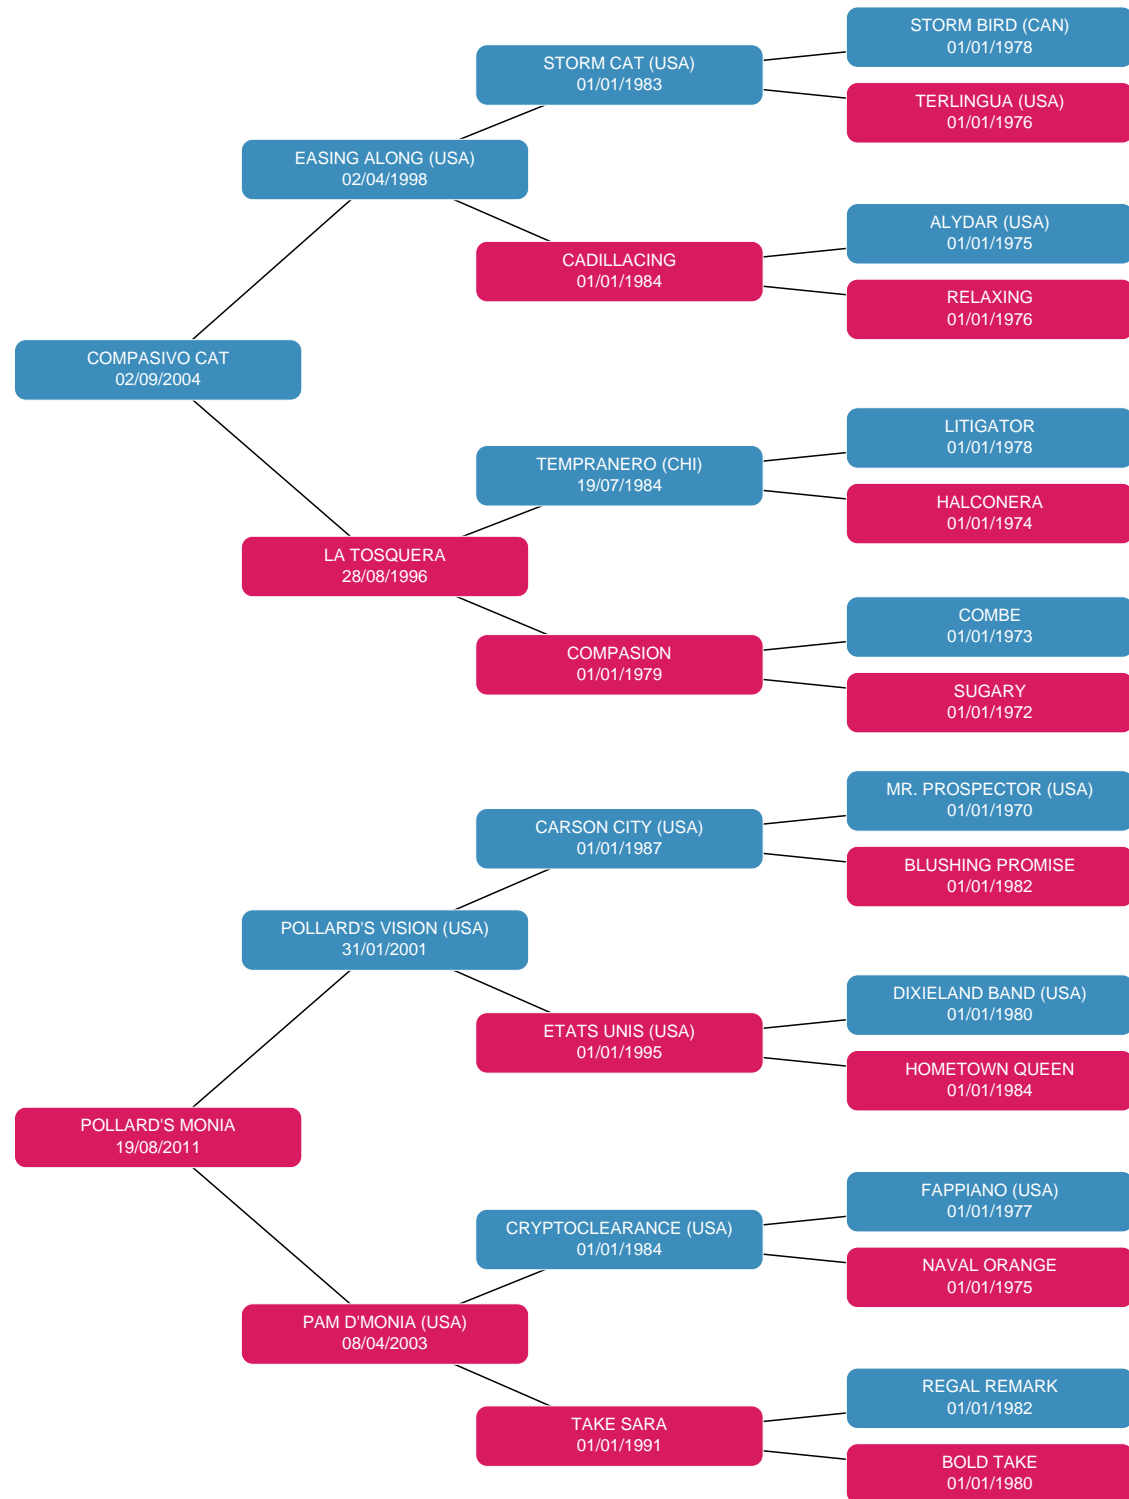 STORM BIRD (CAN)
01/01/1978
STORM CAT (USA)
01/01/1983
TERLINGUA (USA)
01/01/1976
EASING ALONG (USA)
02/04/1998
ALYDAR (USA)
01/01/1975
CADILLACING
01/01/1984
RELAXING
01/01/1976
COMPASIVO CAT
02/09/2004
LITIGATOR
01/01/1978
TEMPRANERO (CHI)
19/07/1984
HALCONERA
01/01/1974
LA TOSQUERA
28/08/1996
COMBE
01/01/1973
COMPASION
01/01/1979
SUGARY
01/01/1972
MR. PROSPECTOR (USA)
01/01/1970
CARSON CITY (USA)
01/01/1987
BLUSHING PROMISE
01/01/1982
POLLARD'S VISION (USA)
31/01/2001
DIXIELAND BAND (USA)
01/01/1980
ETATS UNIS (USA)
01/01/1995
HOMETOWN QUEEN
01/01/1984
POLLARD'S MONIA
19/08/2011
FAPPIANO (USA)
01/01/1977
CRYPTOCLEARANCE (USA)
01/01/1984
NAVAL ORANGE
01/01/1975
PAM D'MONIA (USA)
08/04/2003
REGAL REMARK
01/01/1982
TAKE SARA
01/01/1991
BOLD TAKE
01/01/1980